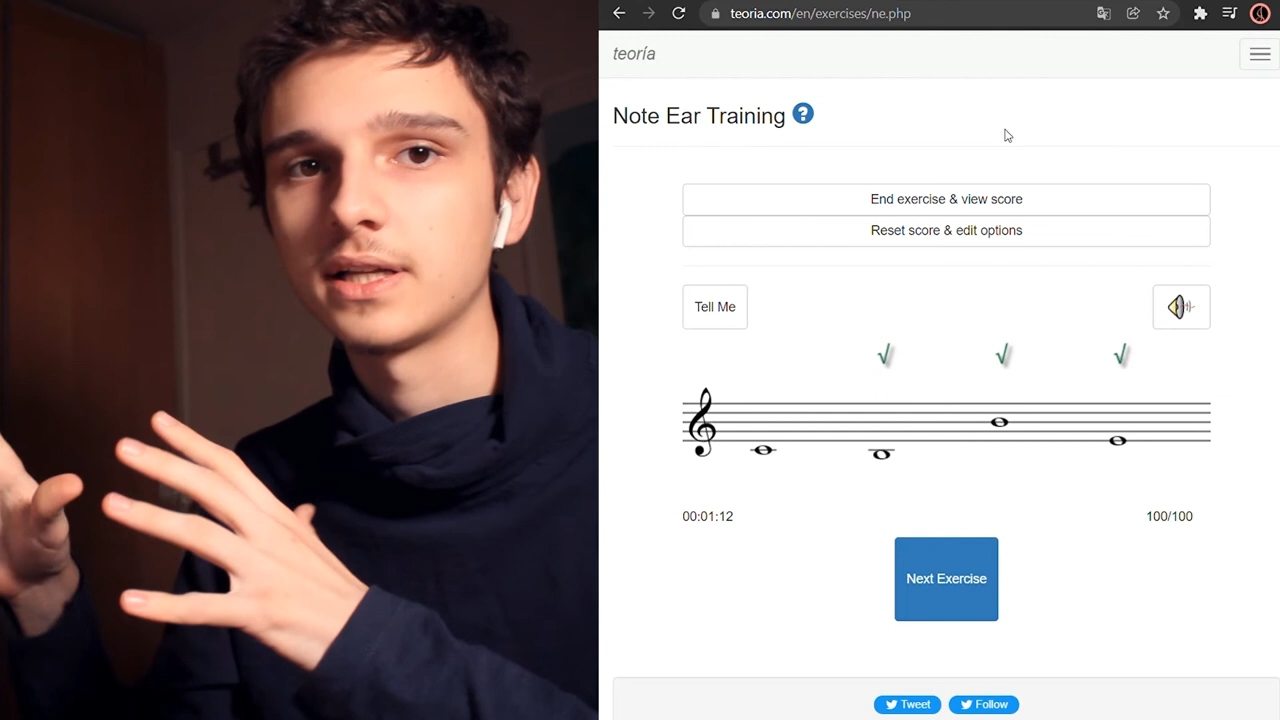 teoria.com/en/exercises/ne.php
teoría
Note Ear Training ?
End exercise & view score
Reset score & edit options
Tell Me
00:01:12
100/100
Next Exercise
Tweet
Follow